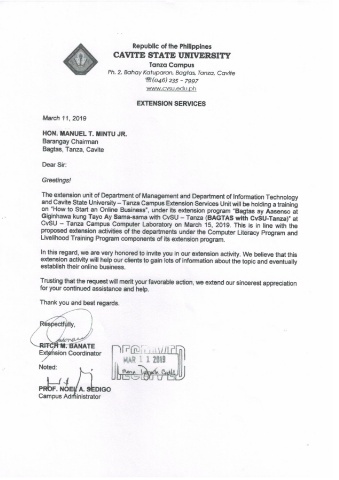 Republic of the Philippines
CAVITE STATE UNIVERSITY
Tanza Campus
Ph. 2, Bahay Katuparan, Bagtas, Tanza, Cavite
☎(046) 235 - 7997
www.cvsu.edu.ph
EXTENSION SERVICES
March 11, 2019
HON. MANUEL T. MINTU JR.
Barangay Chairman
Bagtas, Tanza, Cavite
Dear Sir:
Greetings!
The extension unit of Department of Management and Department of Information Technology
and Cavite State University – Tanza Campus Extension Services Unit will be holding a training
on "How to Start an Online Business", under its extension program "Bagtas ay Aasenso at
Giginhawa kung Tayo Ay Sama-sama with CvSU – Tanza (BAGTAS with CvSU-Tanza)" at
CvSU – Tanza Campus Computer Laboratory on March 15, 2019. This is in line with the
proposed extension activities of the departments under the Computer Literacy Program and
Livelihood Training Program components of its extension program.
In this regard, we are very honored to invite you in our extension activity. We believe that this
extension activity will help our clients to gain lots of information about the topic and eventually
establish their online business.
Trusting that the request will merit your favorable action, we extend our sincerest appreciation
for your continued assistance and help.
Thank you and best regards.
Respectfully,
RITCH M. BANATE
Extension Coordinator
RECEIVED
MAR 11 2019
Noted:
PROF. NOEL A. SEDIGO
Campus Administrator